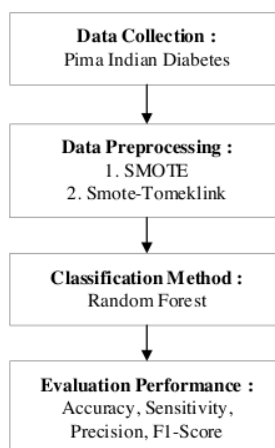 Data Collection :
Pima Indian Diabetes
Data Preprocessing :
1. SMOTE
2. Smote-Tomeklink
Classification Method :
Random Forest
Evaluation Performance :
Accuracy, Sensitivity,
Precision, F1-Score